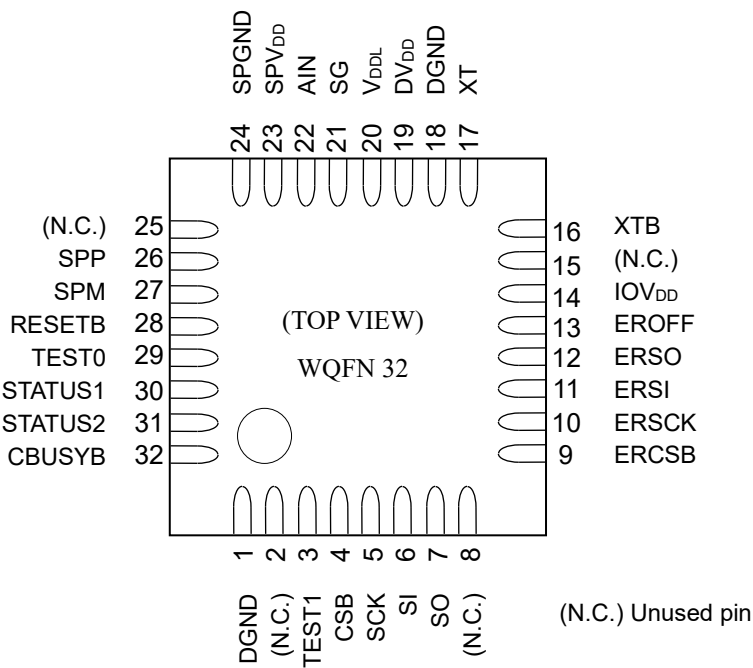 SPGND SPVDD AIN SG VDDL DVDD DGND XT
24 23 22 21 20 19 18 17
(N.C.) 25
SPP 26
SPM 27
RESETB 28
TEST0 29
STATUS1 30
STATUS2 31
CBUSYB 32
(TOP VIEW)
WQFN 32
16 XTB
15 (N.C.)
14 IOVDD
13 EROFF
12 ERSO
11 ERSI
10 ERSCK
9 ERCSB
1 2 3 4 5 6 7 8
DGND (N.C.) TEST1 CSB SCK SI SO (N.C.)
(N.C.) Unused pin